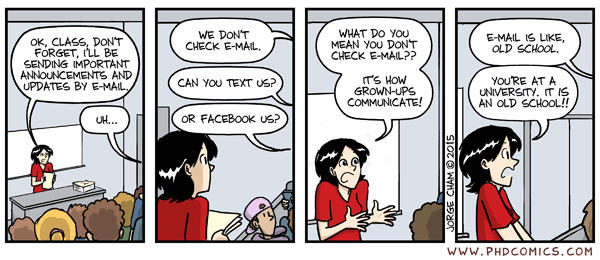 OK, CLASS, DON'T
FORGET, I'LL BE
SENDING IMPORTANT
ANNOUNCEMENTS AND
UPDATES BY E-MAIL.
UH...
WE DON'T
CHECK E-MAIL.
CAN YOU TEXT US?
OR FACEBOOK US?
WHAT DO YOU
MEAN YOU DON'T
CHECK E-MAIL??
IT'S HOW
GROWN-UPS
COMMUNICATE!
E-MAIL IS LIKE,
OLD SCHOOL.
YOU'RE AT A
UNIVERSITY. IT IS
AN OLD SCHOOL!!
JORGE CHAM © 2015
WWW.PHDCOMICS.COM